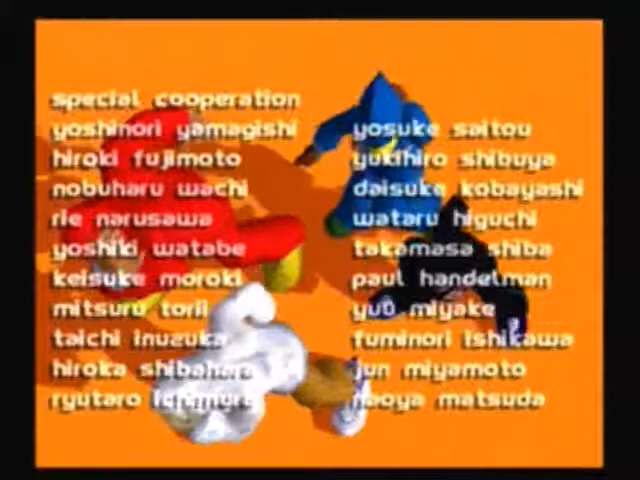 special cooperation
yoshinori yamagishi
hiroki fujimoto
nobuharu wachi
rie narusawa
yoshiki watabe
keisuke moroki
mitsuru torii
taichi inuzuka
hiroka shibahara
ryutaro ichimura
yosuke saitou
yukihiro shibuya
daisuke kobayashi
wataru higuchi
takamasa shiba
paul handelman
yuu miyake
fuminori ishikawa
jun miyamoto
naoya matsuda